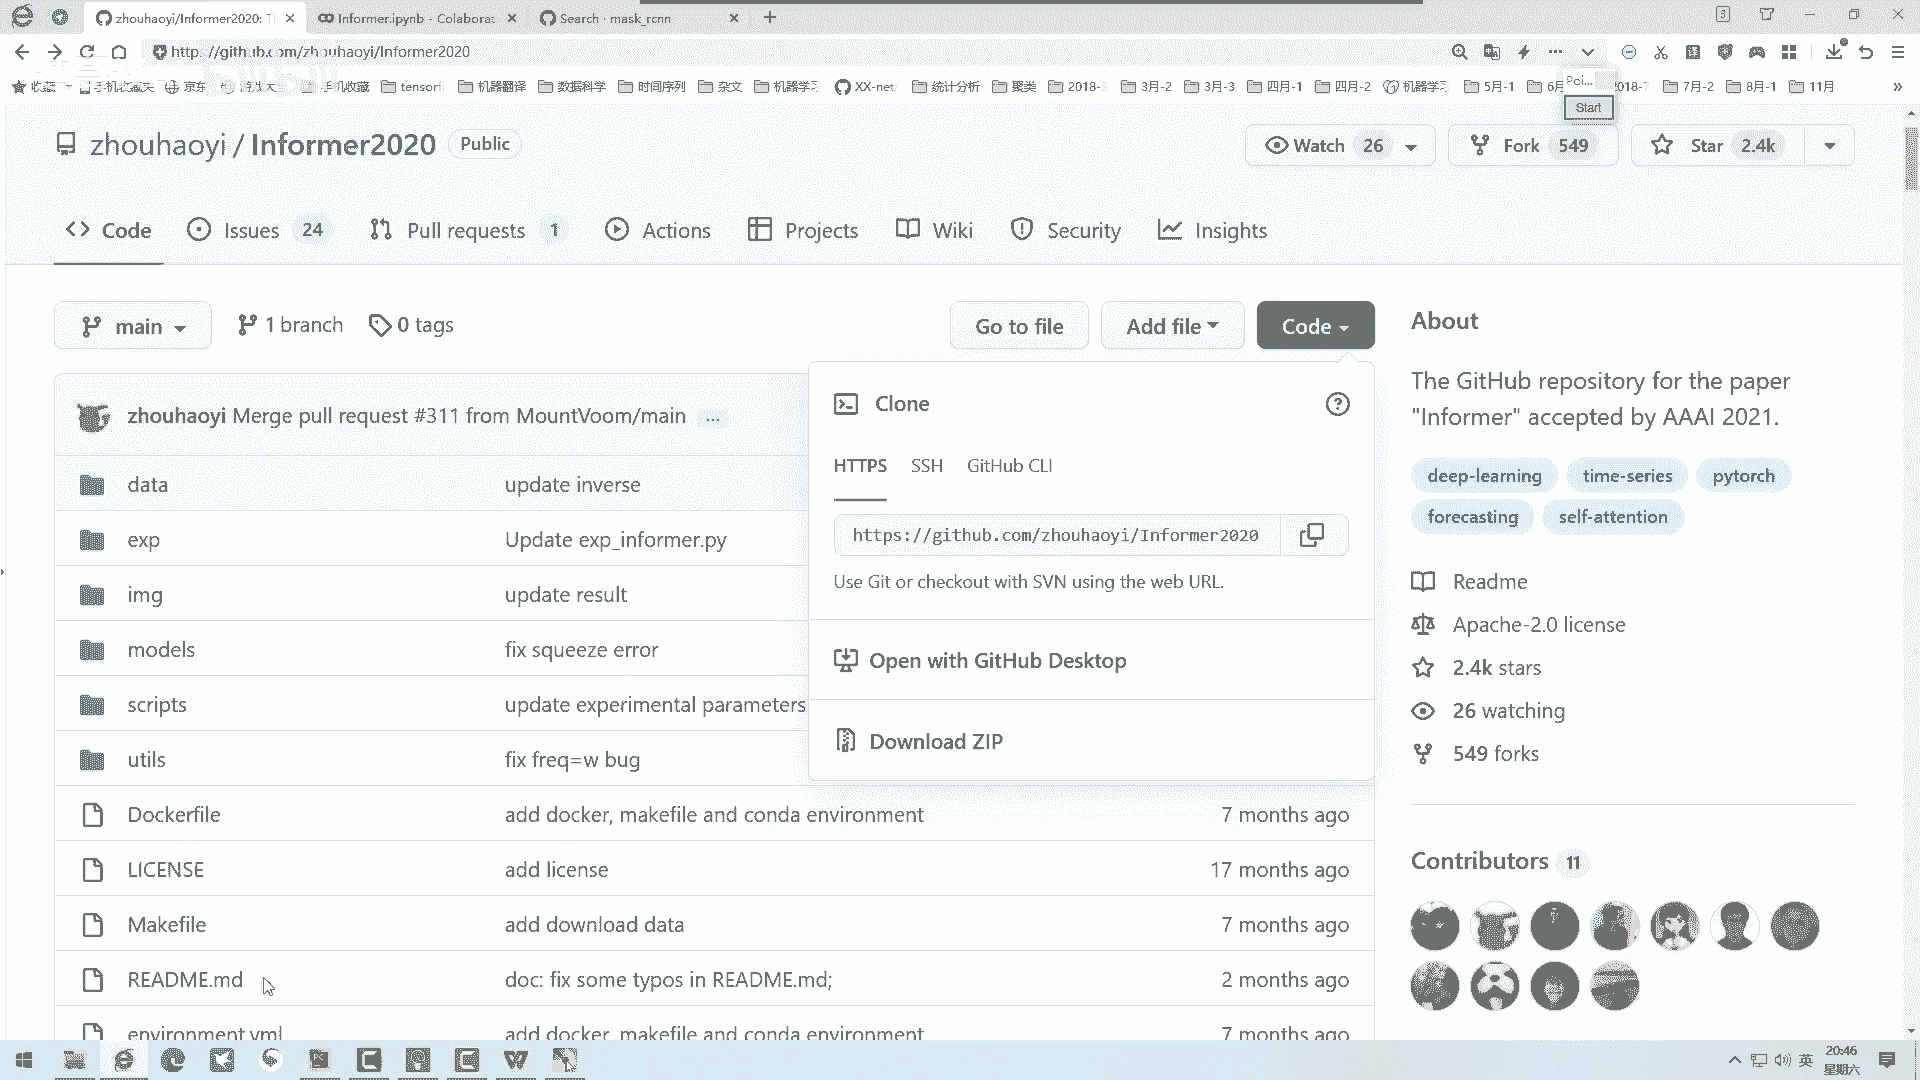 zhouhaoyi/Informer2020: T
Informer.ipynb - Colaborat
Search · mask_rcnn
https://github.com/zhouhaoyi/Informer2020
收藏 手机收藏夹 京东 游戏大 手机收藏 tensorfl 机器翻译 数据科学 时间序列 杂文 机器学习 XX-net 统计分析 聚类 2018-3 3月-2 3月-3 四月-1 四月-2 机器学习 5月-1 6月 2018-7 7月-2 8月-1 11月
Poi...
Start
zhouhaoyi / Informer2020 Public
Watch 26 Fork 549 Star 2.4k
Code Issues 24 Pull requests 1 Actions Projects Wiki Security Insights
main 1 branch 0 tags Go to file Add file Code
zhouhaoyi Merge pull request #311 from MountVoom/main ...
data update inverse
exp Update exp_informer.py
img update result
models fix squeeze error
scripts update experimental parameters
utils fix freq=w bug
Dockerfile add docker, makefile and conda environment 7 months ago
LICENSE add license 17 months ago
Makefile add download data 7 months ago
README.md doc: fix some typos in README.md; 2 months ago
environment.yml add docker, makefile and conda environment 7 months ago
Clone
HTTPS SSH GitHub CLI
https://github.com/zhouhaoyi/Informer2020
Use Git or checkout with SVN using the web URL.
Open with GitHub Desktop
Download ZIP
About
The GitHub repository for the paper
"Informer" accepted by AAAI 2021.
deep-learning time-series pytorch
forecasting self-attention
Readme
Apache-2.0 license
2.4k stars
26 watching
549 forks
Contributors 11
英
20:46
星期六